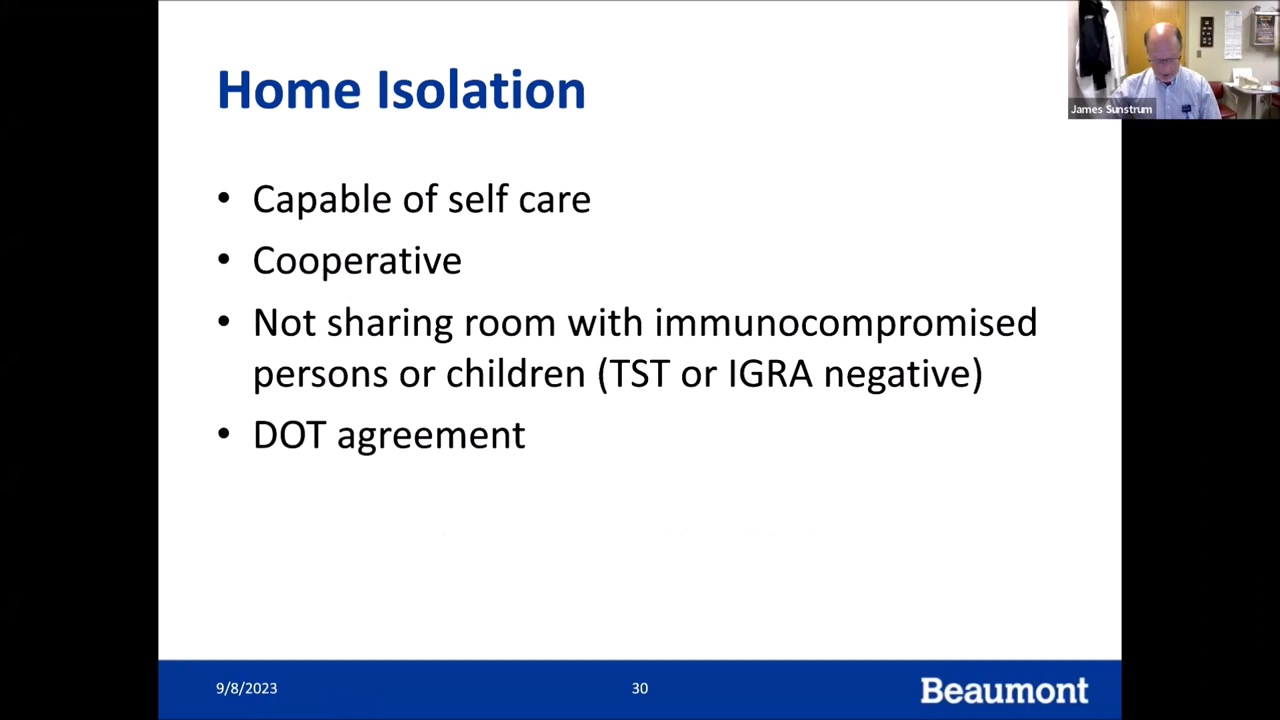 Home Isolation
James Sunstrum
• Capable of self care
• Cooperative
• Not sharing room with immunocompromised
persons or children (TST or IGRA negative)
• DOT agreement
9/8/2023
30
Beaumont